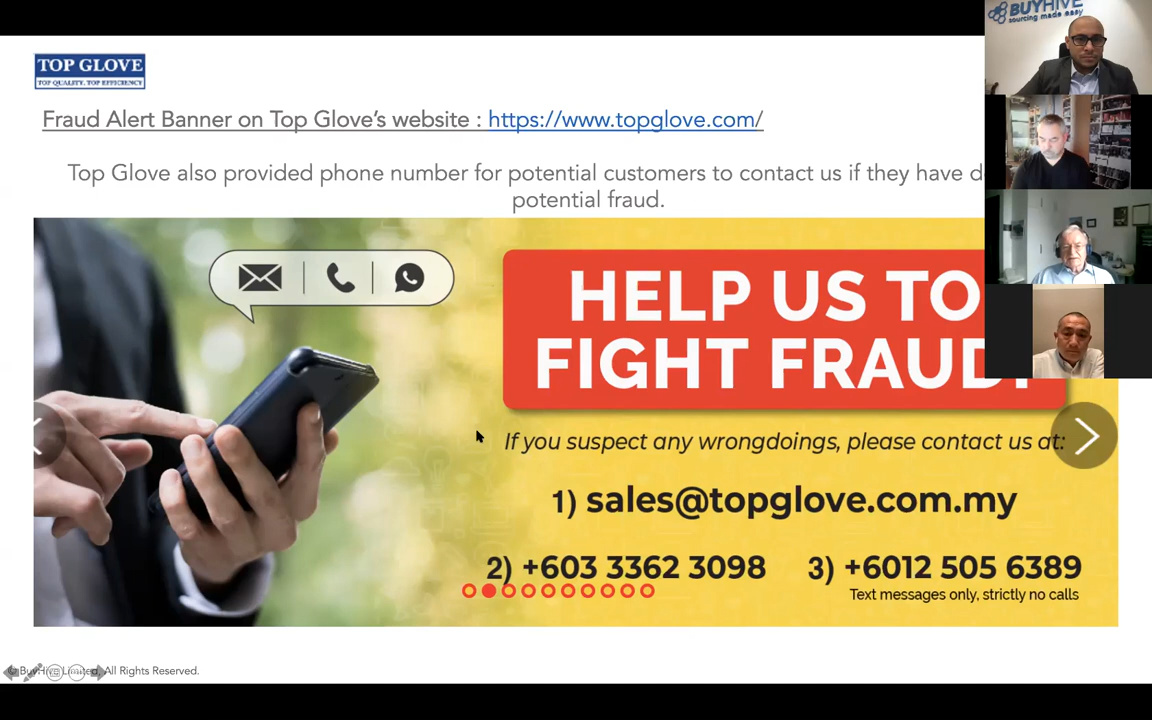 BUYHIVE
sourcing made easy
TOP GLOVE
TOP QUALITY, TOP EFFICIENCY
Fraud Alert Banner on Top Glove's website : https://www.topglove.com/
Top Glove also provided phone number for potential customers to contact us if they have d
potential fraud.
HELP US TO
FIGHT FRAUD!
If you suspect any wrongdoings, please contact us at:
1) sales@topglove.com.my
2) +603 3362 3098 3) +6012 505 6389
Text messages only, strictly no calls
© BuyHive Limited, All Rights Reserved.